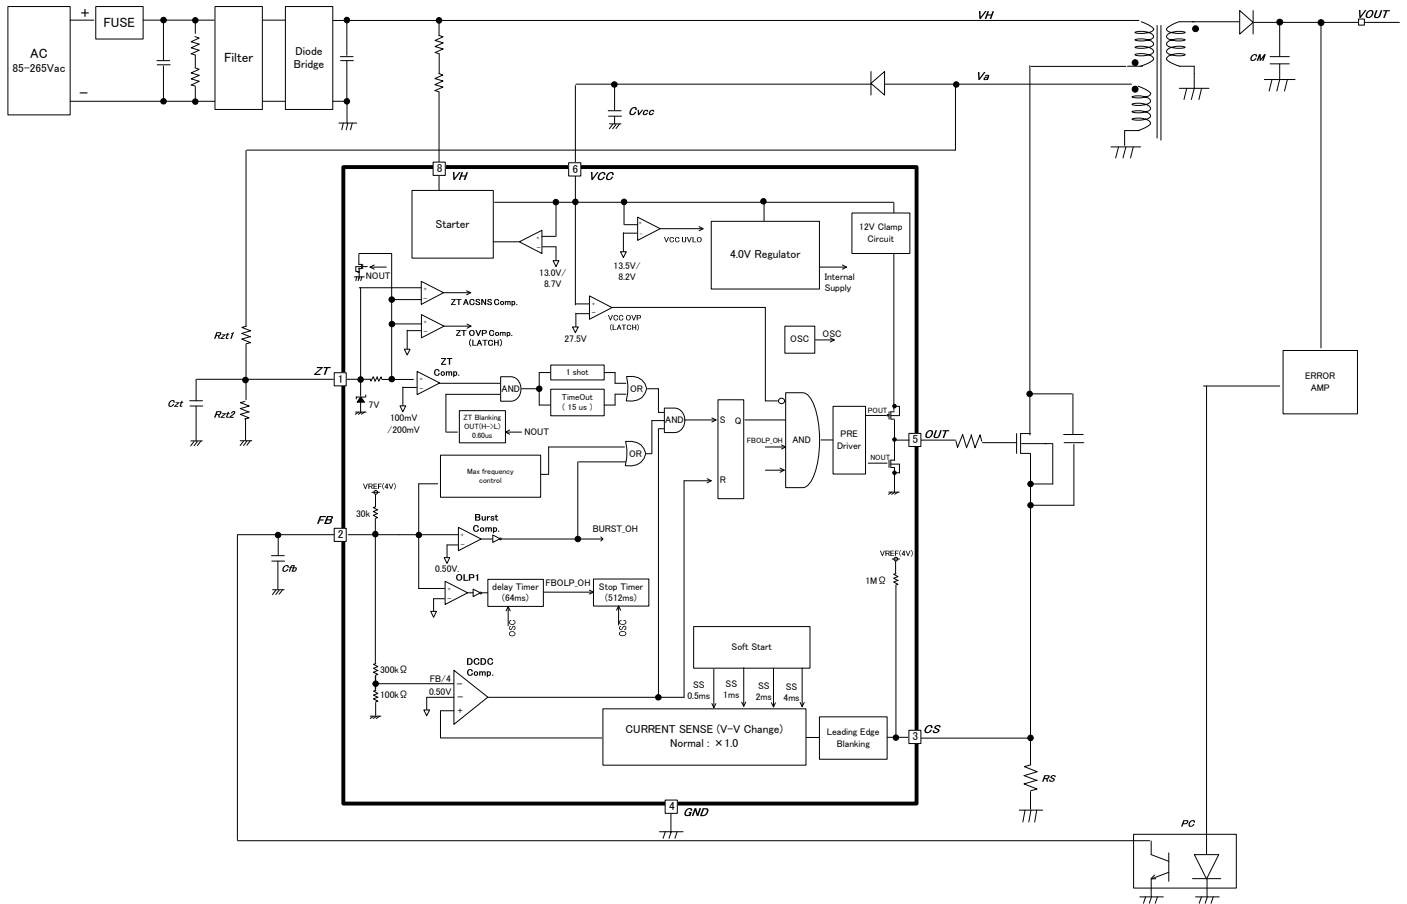 AC
85-265Vac
+
−
FUSE
Filter
Diode
Bridge
VH
VOUT
CM
Va
Cvcc
8
VH
6
VCC
Starter
13.0V/
8.7V
13.5V/
8.2V
VCC UVLO
4.0V Regulator
Internal
Supply
12V Clamp
Circuit
NOUT
ZT ACSNS Comp.
ZT OVP Comp.
(LATCH)
VCC OVP
(LATCH)
27.5V
OSC
OSC
Rzt1
ZT
1
Czt
Rzt2
7V
ZT
Comp.
100mV
/200mV
AND
1 shot
TimeOut
( 15 us )
OR
ZT Blanking
OUT(H->L)
0.60us
NOUT
AND
OR
S
Q
R
FBOLP_OH
AND
PRE
Driver
POUT
NOUT
5
OUT
ERROR
AMP
Max frequency
control
VREF(4V)
30k
FB
2
Cfb
Burst
Comp.
0.50V.
BURST_OH
OLP1
delay Timer
(64ms)
FBOLP_OH
Stop Timer
(512ms)
OSC
OSC
VREF(4V)
1MΩ
300kΩ
100kΩ
FB/4
0.50V
DCDC
Comp.
−
−
+
Soft Start
SS
0.5ms
SS
1ms
SS
2ms
SS
4ms
CURRENT SENSE (V-V Change)
Normal : ×1.0
Leading Edge
Blanking
3
CS
RS
4
GND
PC